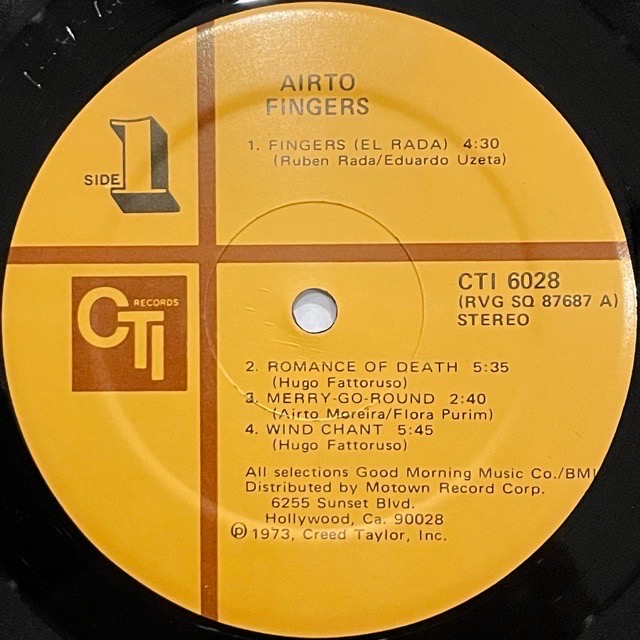 AIRTO
FINGERS
1. FINGERS (EL RADA) 4:30
(Ruben Rada/Eduardo Uzeta)
SIDE 1
CTI RECORDS
CTI 6028
(RVG SQ 87687 A)
STEREO
2. ROMANCE OF DEATH 5:35
(Hugo Fattoruso)
3. MERRY-GO-ROUND 2:40
(Airto Moreira/Flora Purim)
4. WIND CHANT 5:45
(Hugo Fattoruso)
All selections Good Morning Music Co./BMI
Distributed by Motown Record Corp.
6255 Sunset Blvd.
Hollywood, Ca. 90028
℗ 1973, Creed Taylor, Inc.